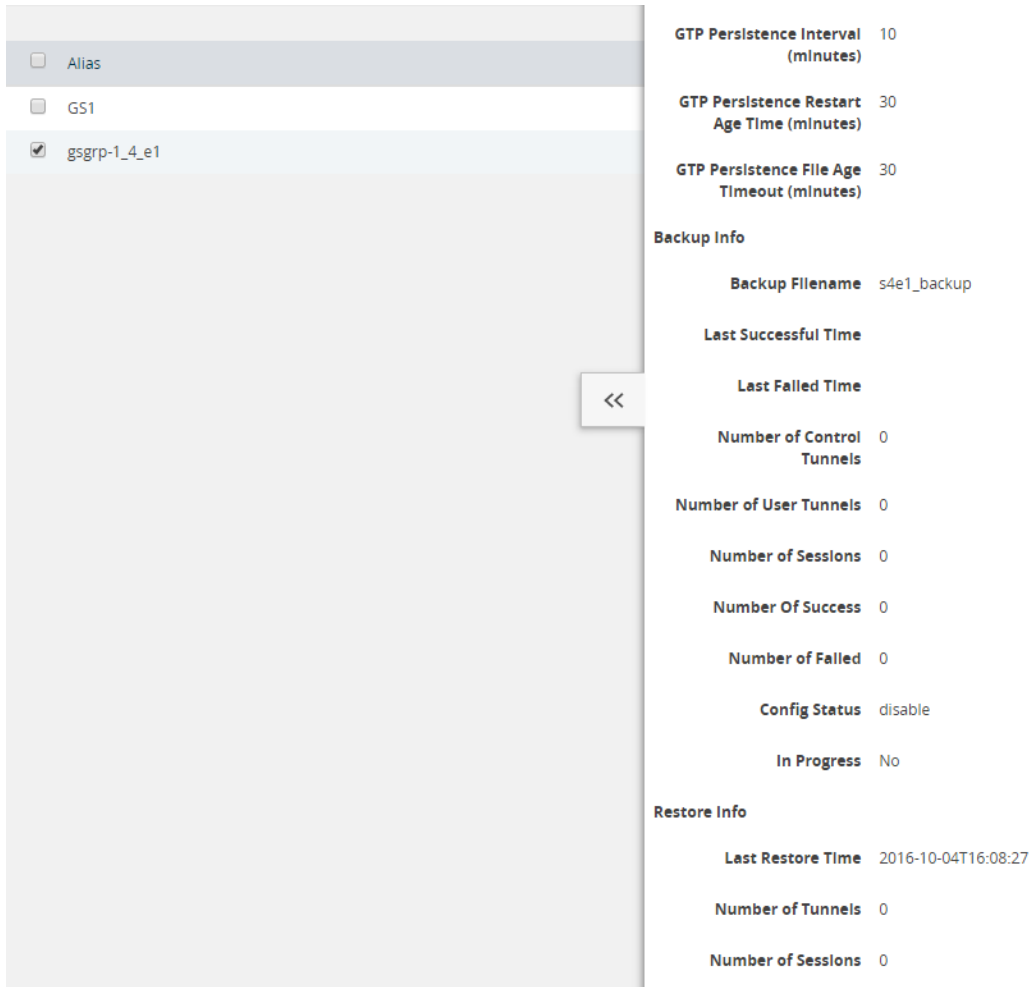 Alias
GS1
gsgrp-1_4_e1
GTP Persistence Interval 10
(minutes)
GTP Persistence Restart 30
Age Time (minutes)
GTP Persistence File Age 30
Timeout (minutes)
Backup Info
Backup Filename s4e1_backup
Last Successful Time
Last Failed Time
Number of Control 0
Tunnels
Number of User Tunnels 0
Number of Sessions 0
Number Of Success 0
Number of Failed 0
Config Status disable
In Progress No
Restore Info
Last Restore Time 2016-10-04T16:08:27
Number of Tunnels 0
Number of Sessions 0